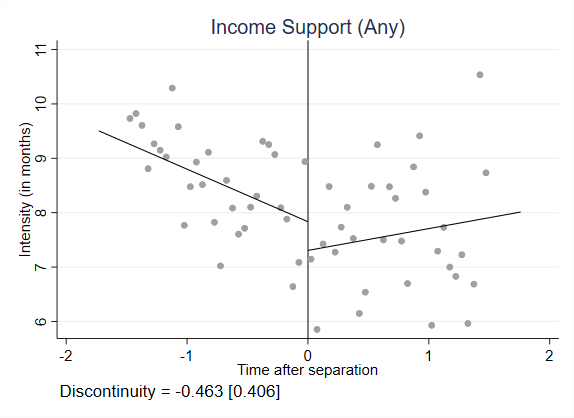 Income Support (Any)
Intensity (in months)
11
10
9
8
7
6
-2 -1 0 1 2
Time after separation
Discontinuity = -0.463 [0.406]